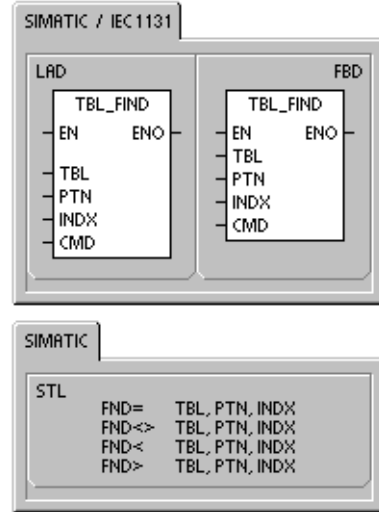 SIMATIC / IEC1131
LAD FBD
TBL_FIND TBL_FIND
EN ENO EN ENO
TBL TBL
PTN PTN
INDX INDX
CMD CMD
SIMATIC
STL
FND= TBL, PTN, INDX
FND<> TBL, PTN, INDX
FND< TBL, PTN, INDX
FND> TBL, PTN, INDX